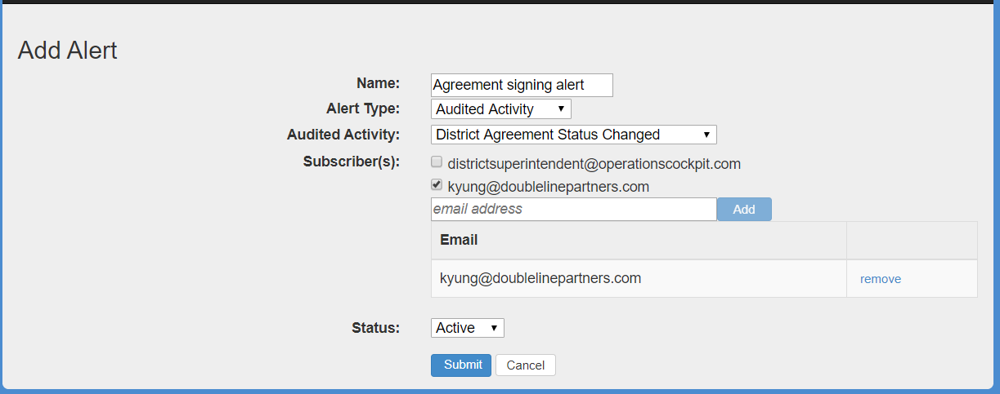 Add Alert
Name: Agreement signing alert
Alert Type: Audited Activity
Audited Activity: District Agreement Status Changed
Subscriber(s): districtsuperintendent@operationscockpit.com
kyung@doublelinepartners.com
email address Add
Email
kyung@doublelinepartners.com remove
Status: Active
Submit Cancel